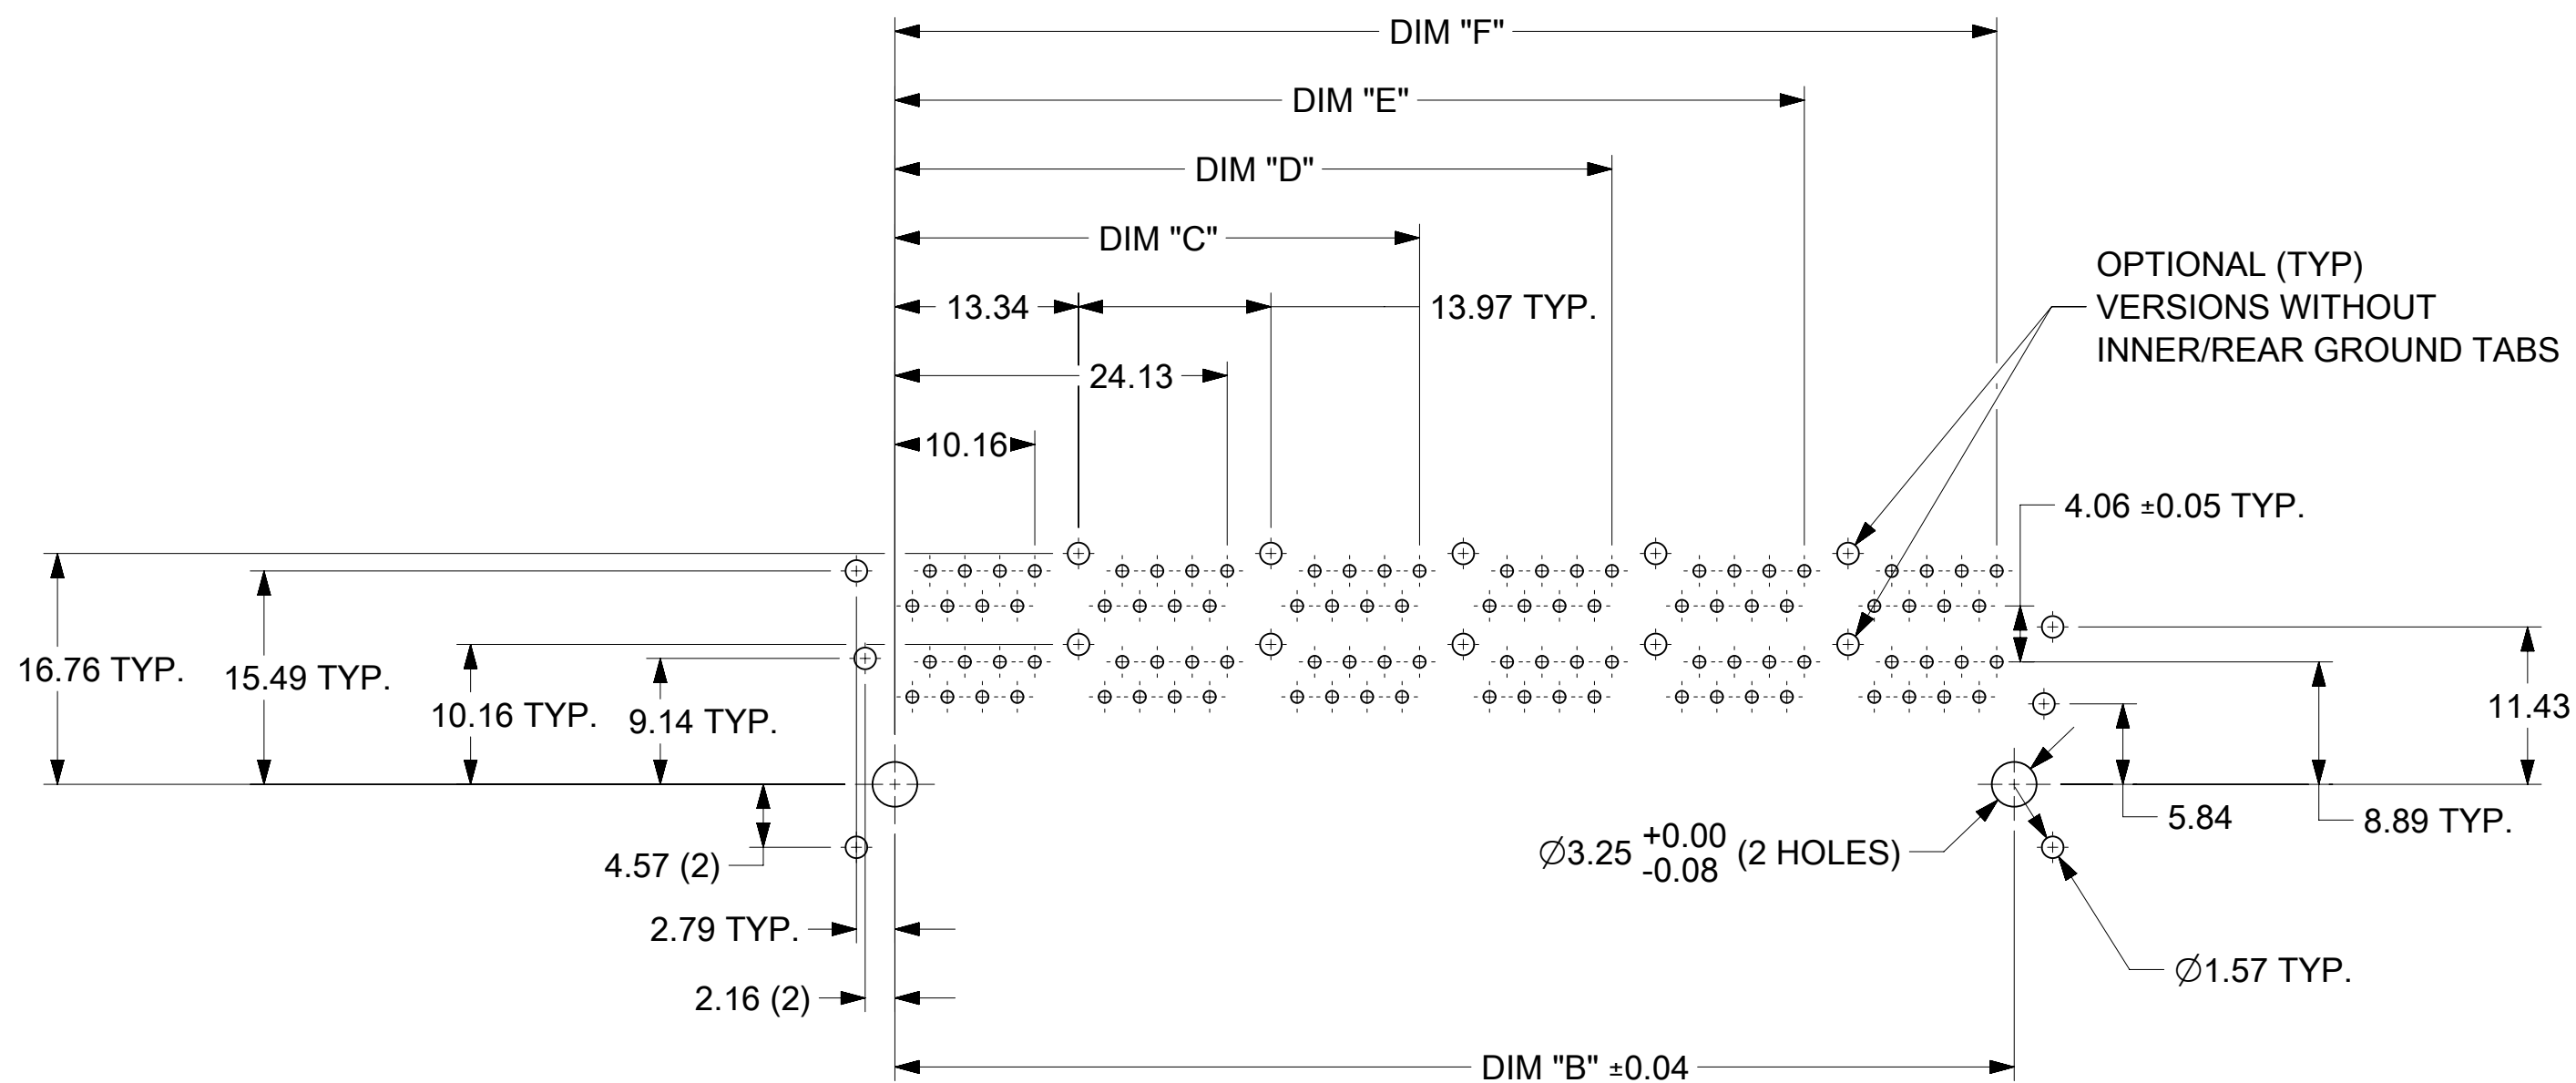 DIM "F"
DIM "E"
DIM "D"
DIM "C"
OPTIONAL (TYP)
VERSIONS WITHOUT
INNER/REAR GROUND TABS
13.34
13.97 TYP.
24.13
10.16
4.06 ±0.05 TYP.
16.76 TYP.
15.49 TYP.
10.16 TYP.
9.14 TYP.
11.43
5.84
8.89 TYP.
4.57 (2)
Ø3.25 +0.00 -0.08 (2 HOLES)
2.79 TYP.
Ø1.57 TYP.
2.16 (2)
DIM "B" ±0.04